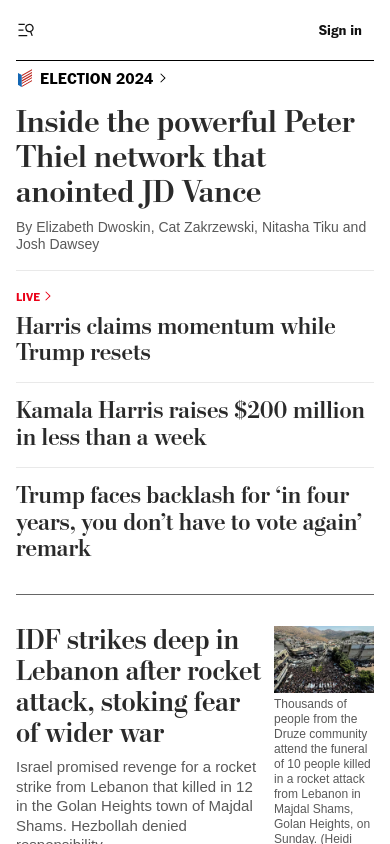 Sign in
ELECTION 2024
Inside the powerful Peter
Thiel network that
anointed JD Vance
By Elizabeth Dwoskin, Cat Zakrzewski, Nitasha Tiku and
Josh Dawsey
LIVE
Harris claims momentum while
Trump resets
Kamala Harris raises $200 million
in less than a week
Trump faces backlash for ‘in four
years, you don’t have to vote again’
remark
IDF strikes deep in
Lebanon after rocket
attack, stoking fear
of wider war
Israel promised revenge for a rocket
strike from Lebanon that killed in 12
in the Golan Heights town of Majdal
Shams. Hezbollah denied
responsibility.
Thousands of
people from the
Druze community
attend the funeral
of 10 people killed
in a rocket attack
from Lebanon in
Majdal Shams,
Golan Heights, on
Sunday. (Heidi